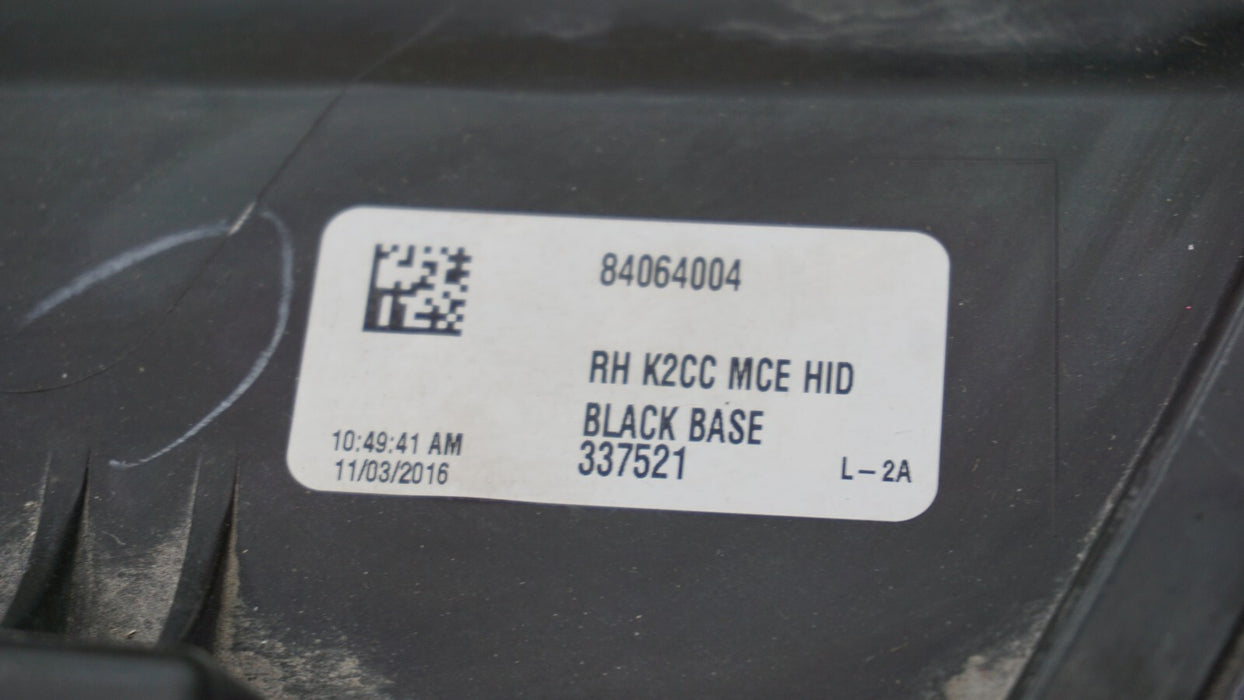 84064004
RH K2CC MCE HID
BLACK BASE
337521
10:49:41 AM
11/03/2016
L-2A